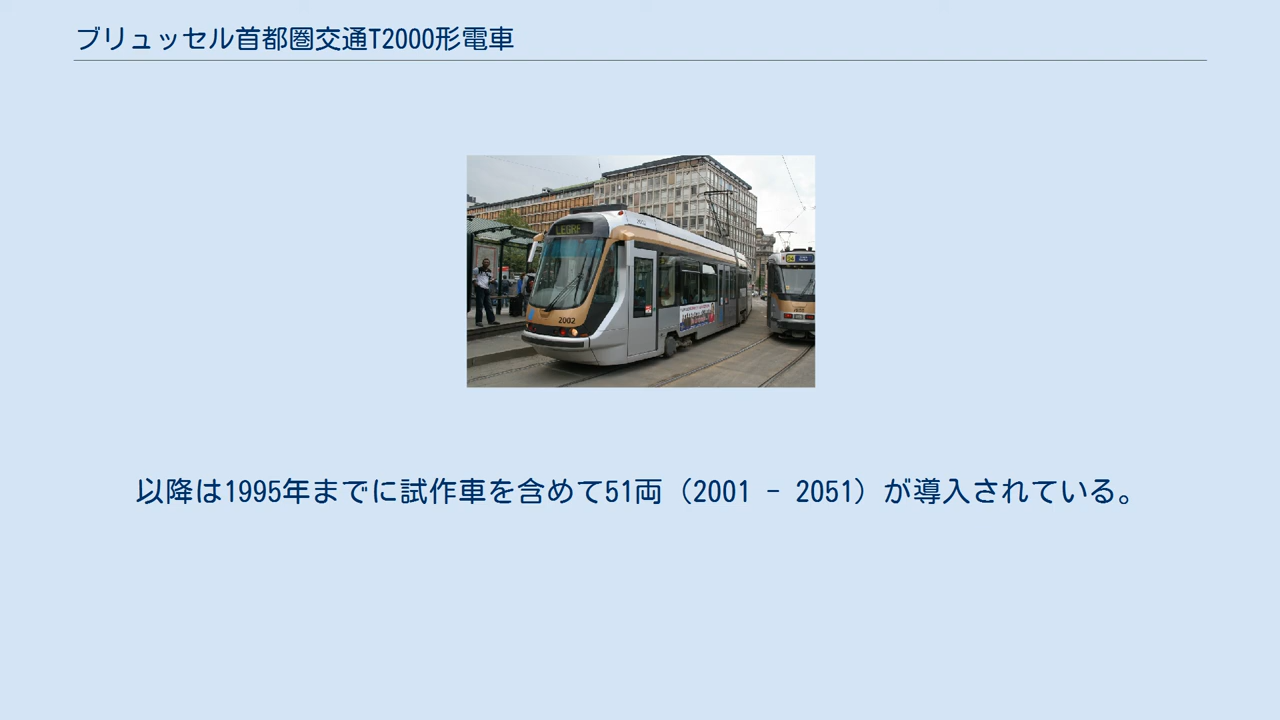 ブリュッセル首都圏交通T2000形電車
2002
以降は1995年までに試作車を含めて51両（2001 - 2051）が導入されている。